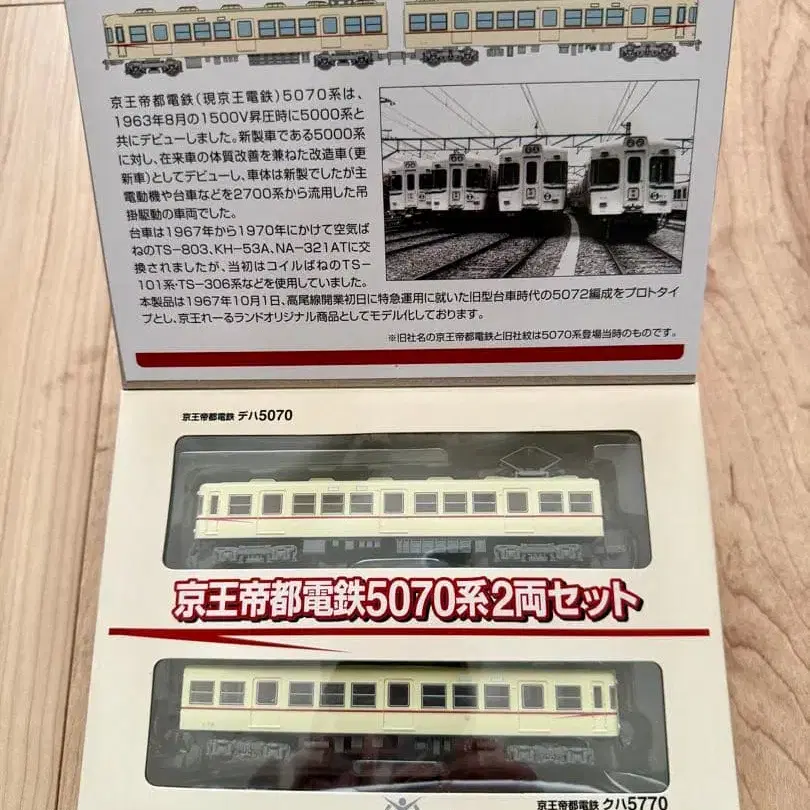 京王帝都電鉄(現京王電鉄)5070系は、
1963年8月の1500V昇圧時に5000系と
共にデビューしました。新製車である5000系
に対し、在来車の体質改善を兼ねた改造車(更
新車)としてデビューし、車体は新製でしたが主
電動機や台車などを2700系から流用した吊
掛駆動の車両でした。
台車は1967年から1970年にかけて空気ば
ねのTS-803、KH-53A、NA-321ATに交
換されましたが、当初はコイルばねのTS-
101系・TS-306系などを使用していました。
本製品は1967年10月1日、高尾線開業初日に特急運用に就いた旧型台車時代の5072編成をプロトタイ
プとし、京王れーるランドオリジナル商品としてモデル化しております。
※旧社名の京王帝都電鉄と旧社紋は5070系登場当時のものです。
京王帝都電鉄 デハ5070
京王帝都電鉄5070系2両セット
京王帝都電鉄 クハ5770